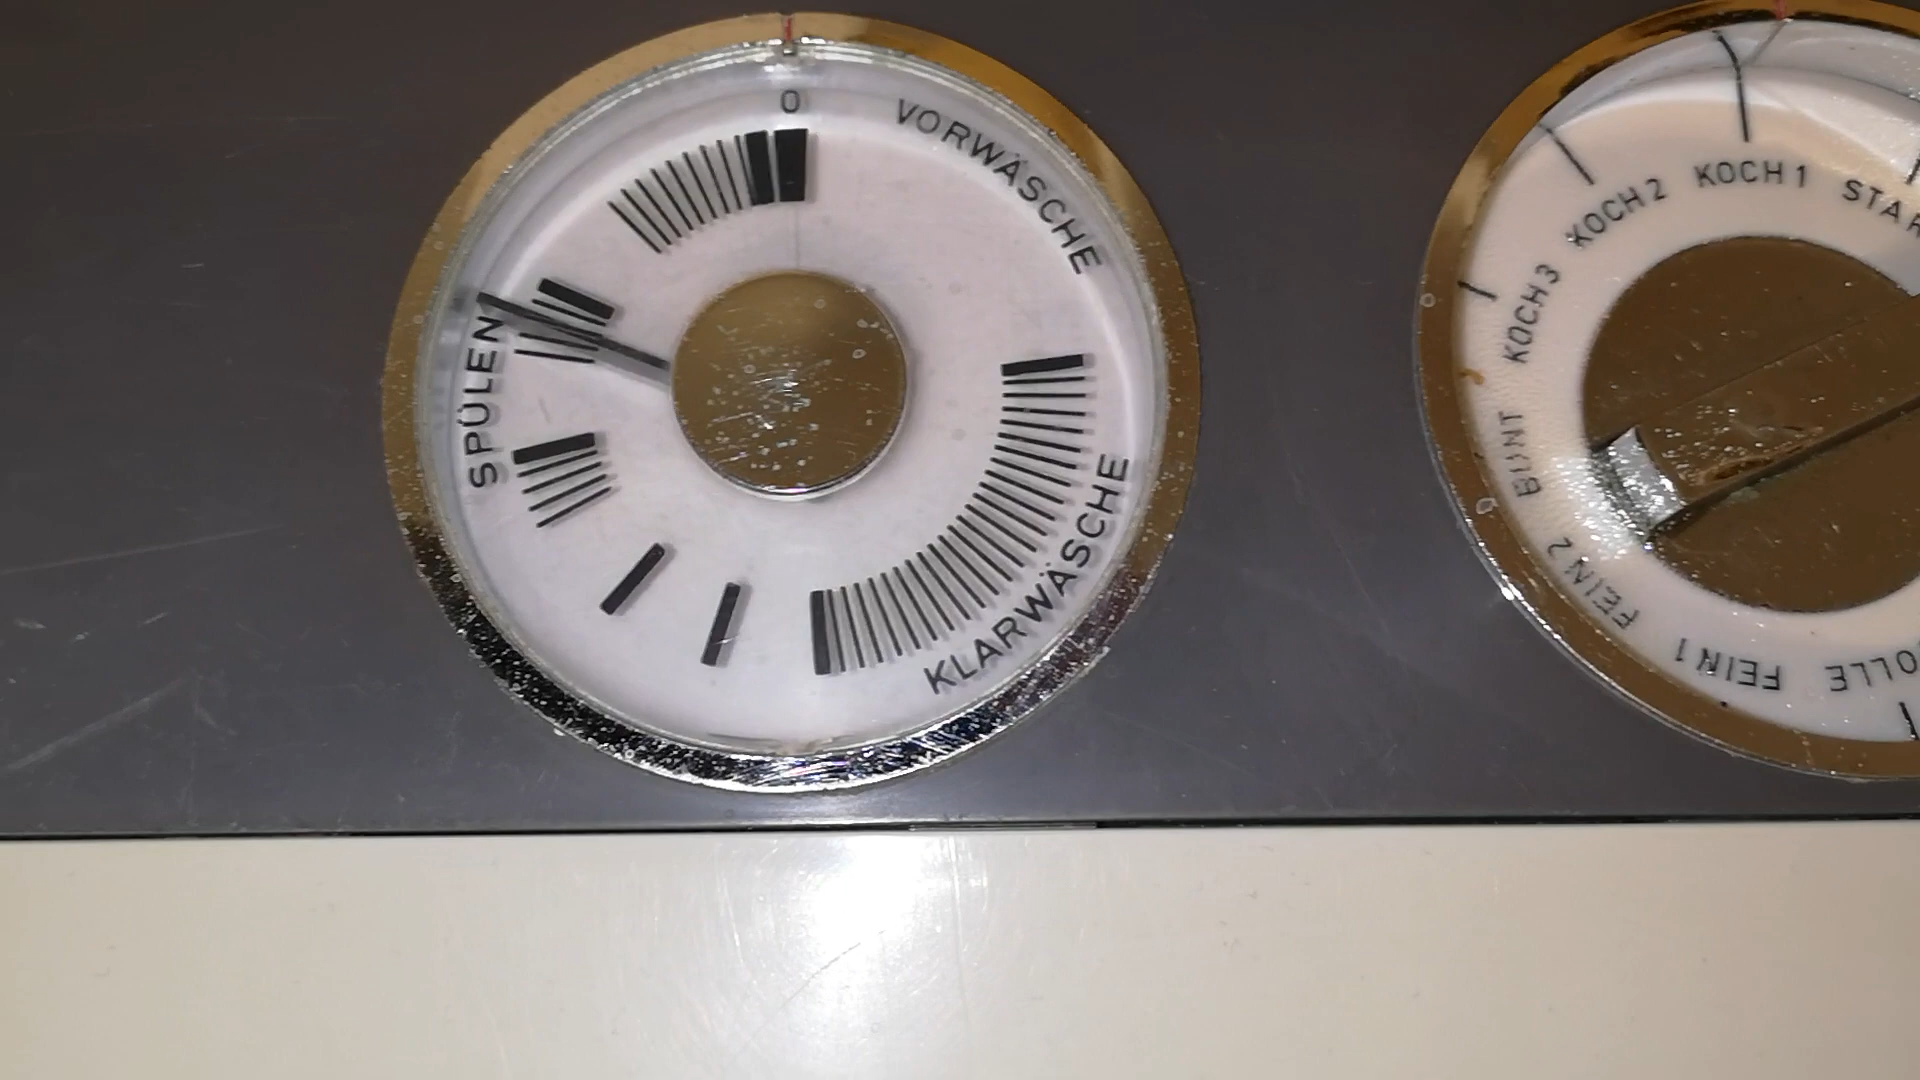 0
VORWÄSCHE
KLARWÄSCHE
SPÜLEN
KOCH 1
KOCH 2
KOCH 3
BUNT
FEIN 2
FEIN 1